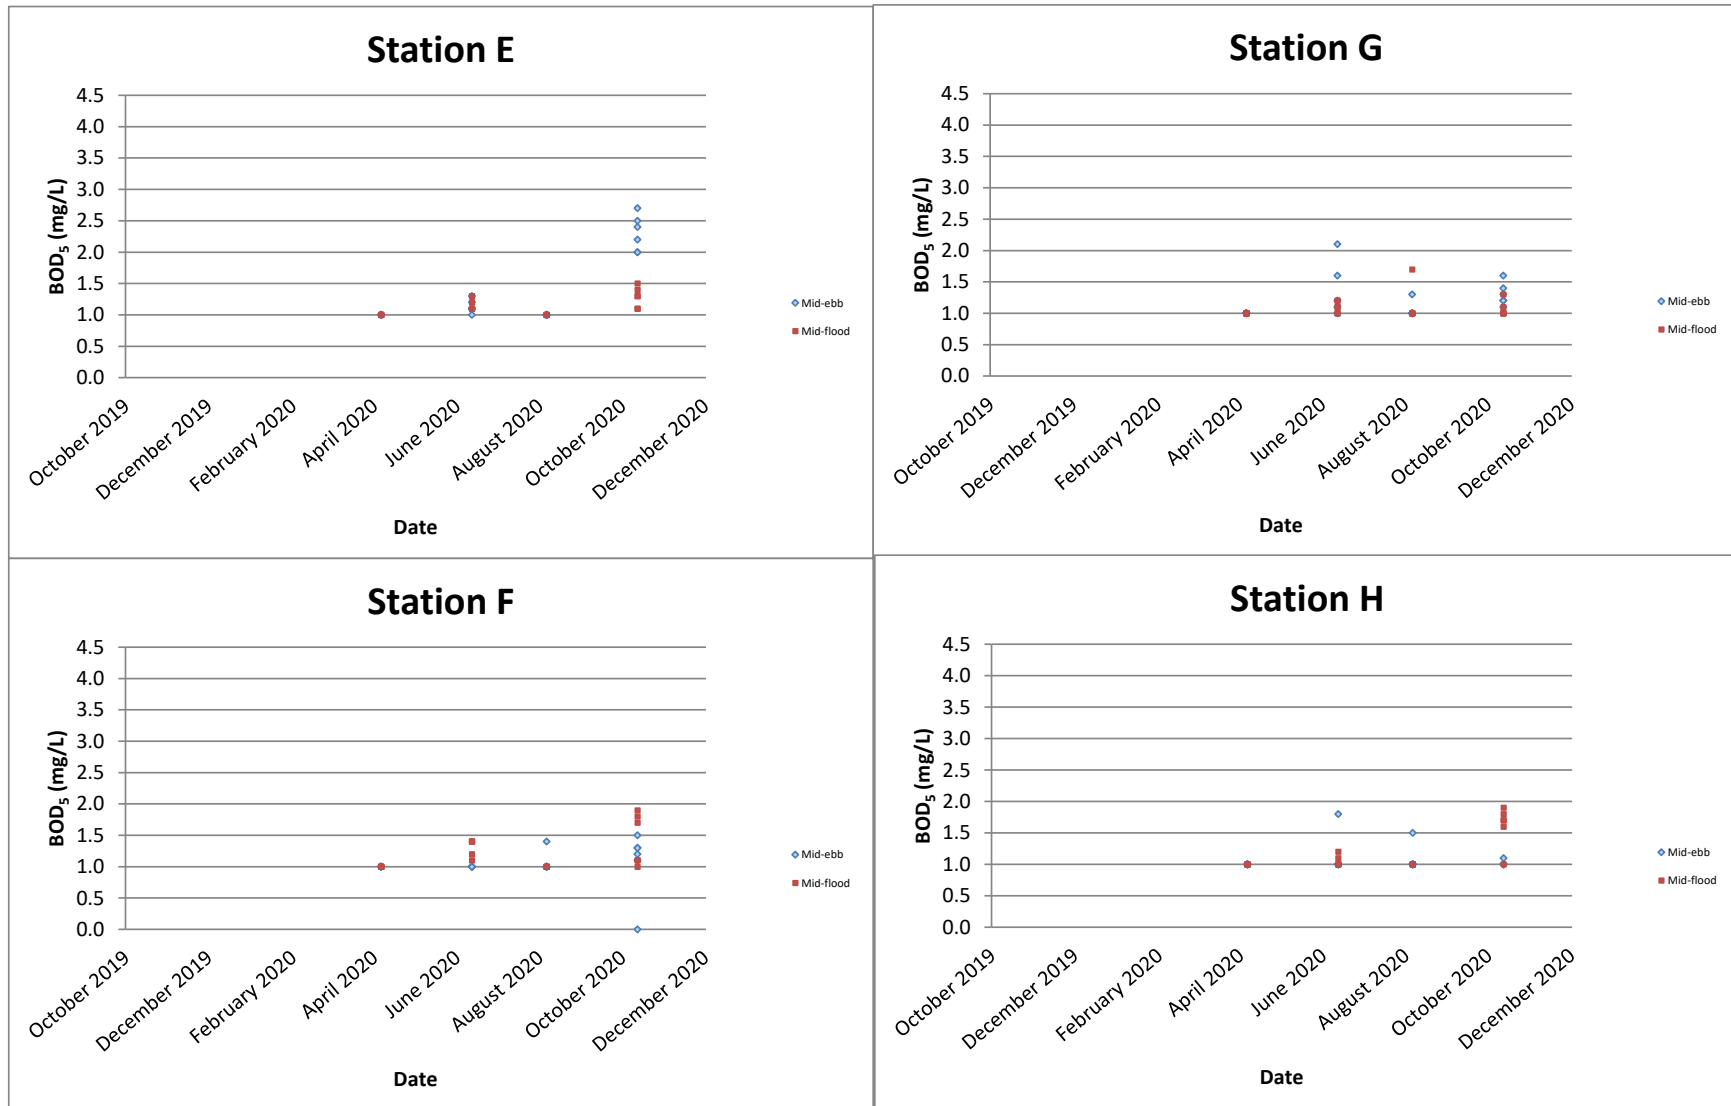 Station E
4.5
4.0
3.5
3.0
2.5
2.0
1.5
1.0
0.5
0.0
BOD₅ (mg/L)
October 2019
December 2019
February 2020
April 2020
June 2020
August 2020
October 2020
December 2020
Date
Mid-ebb
Mid-flood
Station G
4.5
4.0
3.5
3.0
2.5
2.0
1.5
1.0
0.5
0.0
BOD₅ (mg/L)
October 2019
December 2019
February 2020
April 2020
June 2020
August 2020
October 2020
December 2020
Date
Mid-ebb
Mid-flood
Station F
4.5
4.0
3.5
3.0
2.5
2.0
1.5
1.0
0.5
0.0
BOD₅ (mg/L)
October 2019
December 2019
February 2020
April 2020
June 2020
August 2020
October 2020
December 2020
Date
Mid-ebb
Mid-flood
Station H
4.5
4.0
3.5
3.0
2.5
2.0
1.5
1.0
0.5
0.0
BOD₅ (mg/L)
October 2019
December 2019
February 2020
April 2020
June 2020
August 2020
October 2020
December 2020
Date
Mid-ebb
Mid-flood